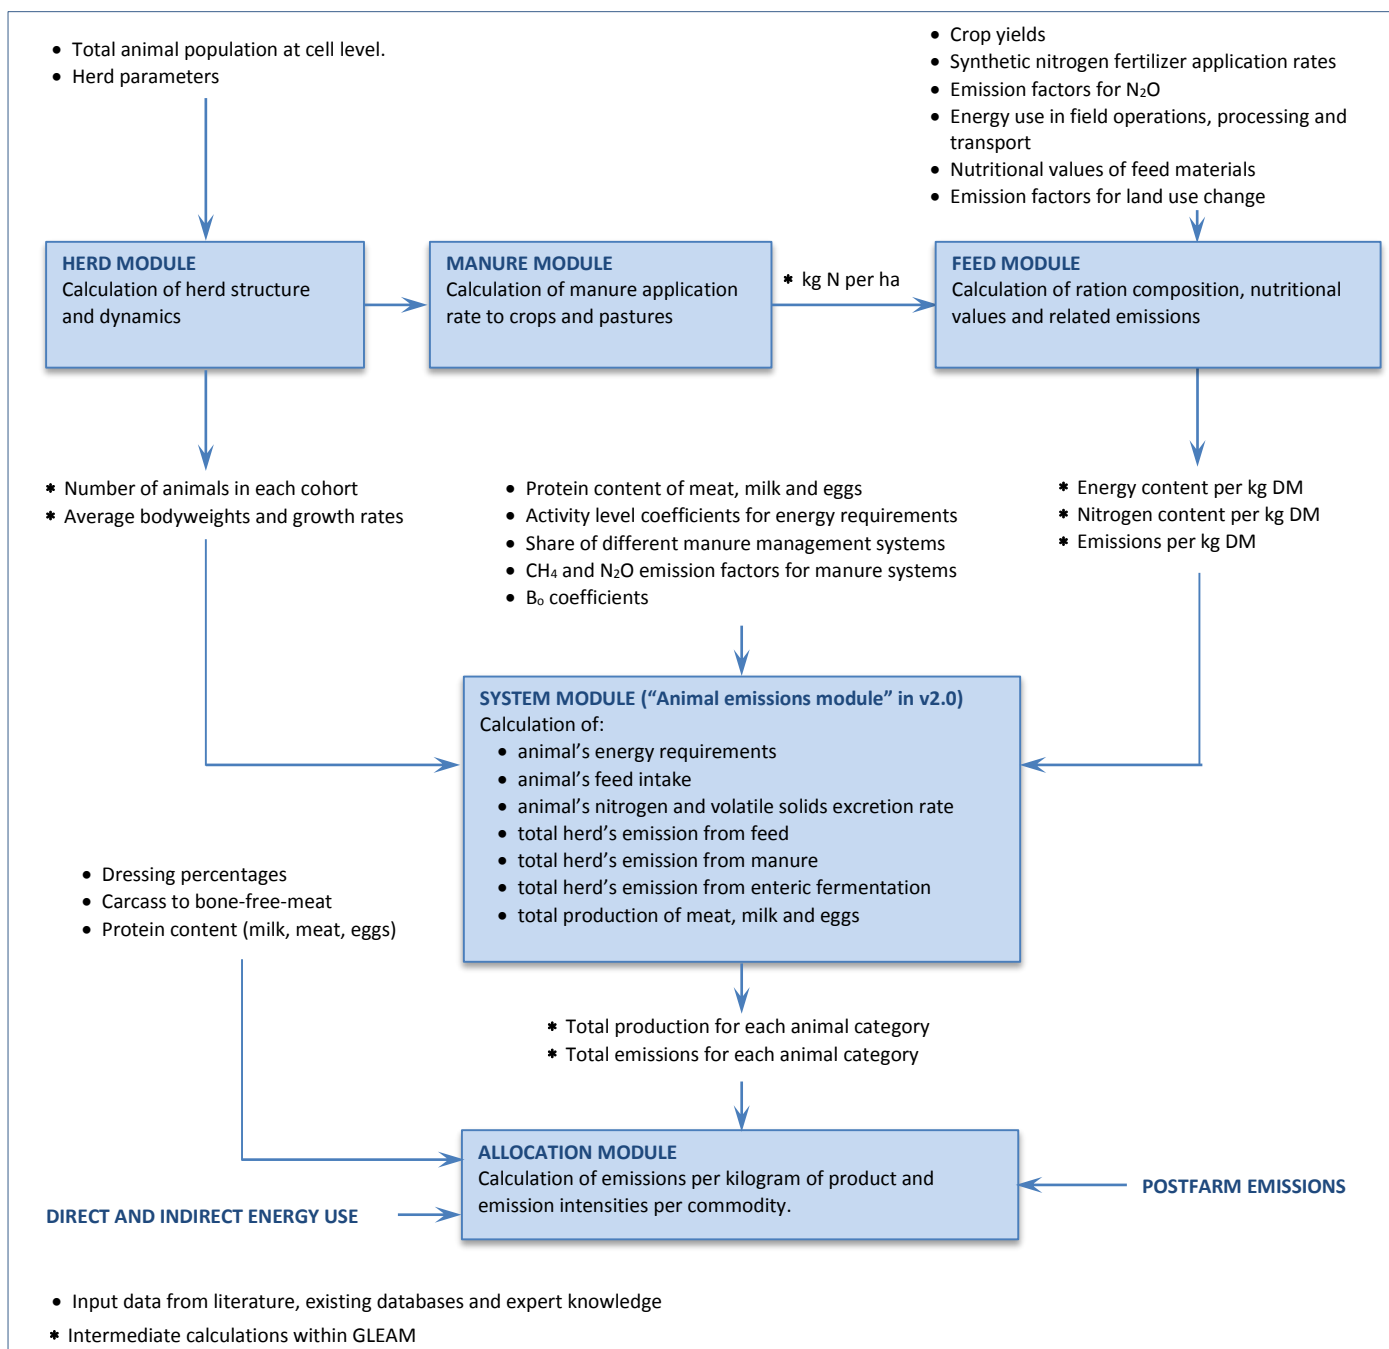 • Total animal population at cell level.
• Herd parameters
• Crop yields
• Synthetic nitrogen fertilizer application rates
• Emission factors for N₂O
• Energy use in field operations, processing and
transport
• Nutritional values of feed materials
• Emission factors for land use change
HERD MODULE
Calculation of herd structure
and dynamics
MANURE MODULE
Calculation of manure application
rate to crops and pastures
✱ kg N per ha
FEED MODULE
Calculation of ration composition, nutritional
values and related emissions
✱ Number of animals in each cohort
✱ Average bodyweights and growth rates
• Protein content of meat, milk and eggs
• Activity level coefficients for energy requirements
• Share of different manure management systems
• CH₄ and N₂O emission factors for manure systems
• Bₒ coefficients
✱ Energy content per kg DM
✱ Nitrogen content per kg DM
✱ Emissions per kg DM
SYSTEM MODULE (“Animal emissions module” in v2.0)
Calculation of:
• animal’s energy requirements
• animal’s feed intake
• animal’s nitrogen and volatile solids excretion rate
• total herd’s emission from feed
• total herd’s emission from manure
• total herd’s emission from enteric fermentation
• total production of meat, milk and eggs
• Dressing percentages
• Carcass to bone-free-meat
• Protein content (milk, meat, eggs)
✱ Total production for each animal category
✱ Total emissions for each animal category
ALLOCATION MODULE
Calculation of emissions per kilogram of product and
emission intensities per commodity.
POSTFARM EMISSIONS
DIRECT AND INDIRECT ENERGY USE
• Input data from literature, existing databases and expert knowledge
✱ Intermediate calculations within GLEAM